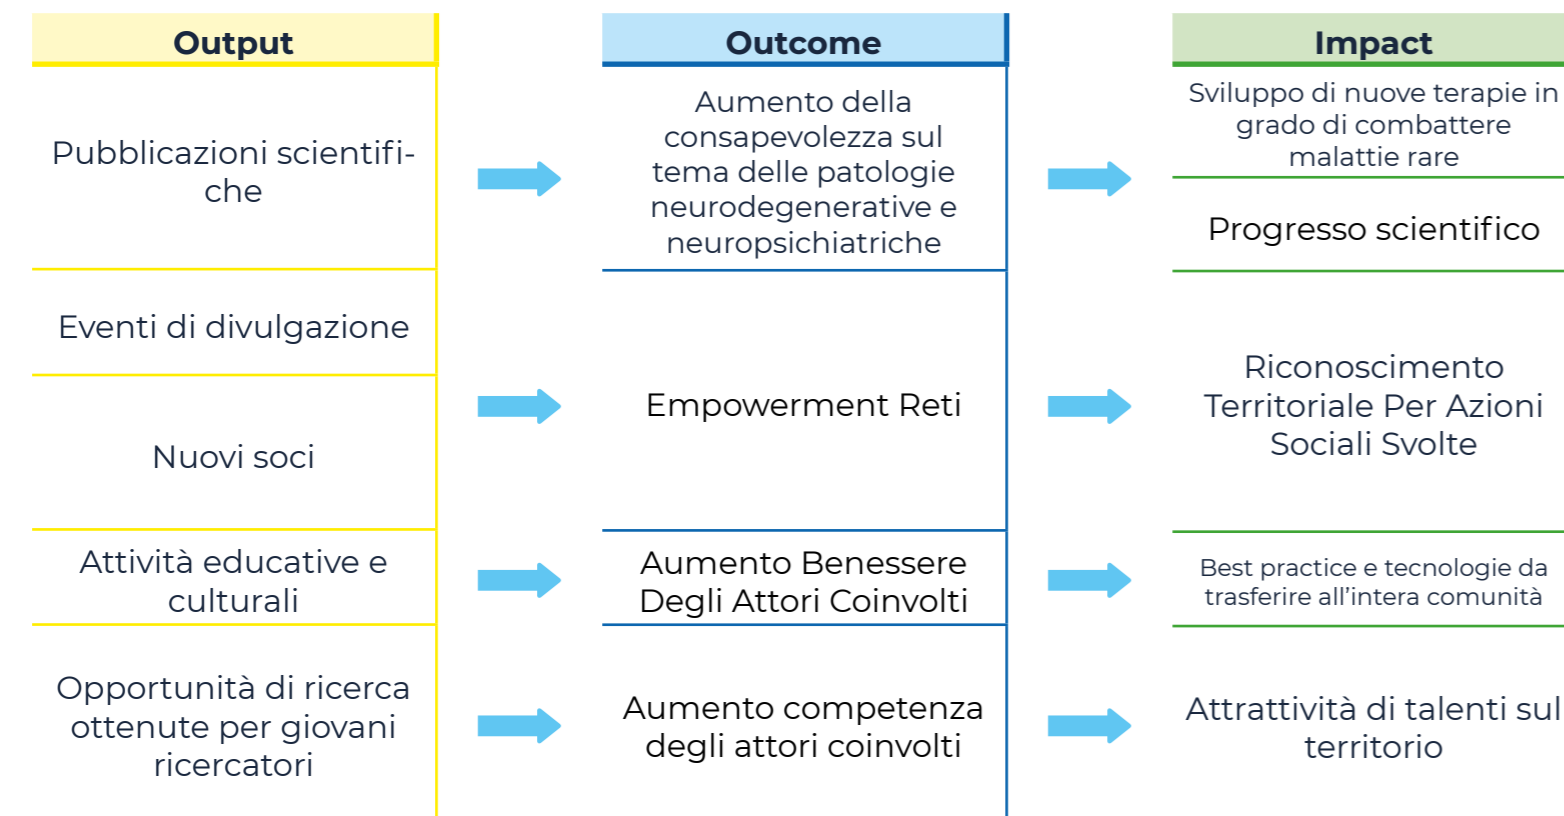 Output
Pubblicazioni scientifi-
che
Eventi di divulgazione
Nuovi soci
Attività educative e
culturali
Opportunità di ricerca
ottenute per giovani
ricercatori
Outcome
Aumento della
consapevolezza sul
tema delle patologie
neurodegenerative e
neuropsichiatriche
Empowerment Reti
Aumento Benessere
Degli Attori Coinvolti
Aumento competenza
degli attori coinvolti
Impact
Sviluppo di nuove terapie in
grado di combattere
malattie rare
Progresso scientifico
Riconoscimento
Territoriale Per Azioni
Sociali Svolte
Best practice e tecnologie da
trasferire all'intera comunità
Attrattività di talenti sul
territorio